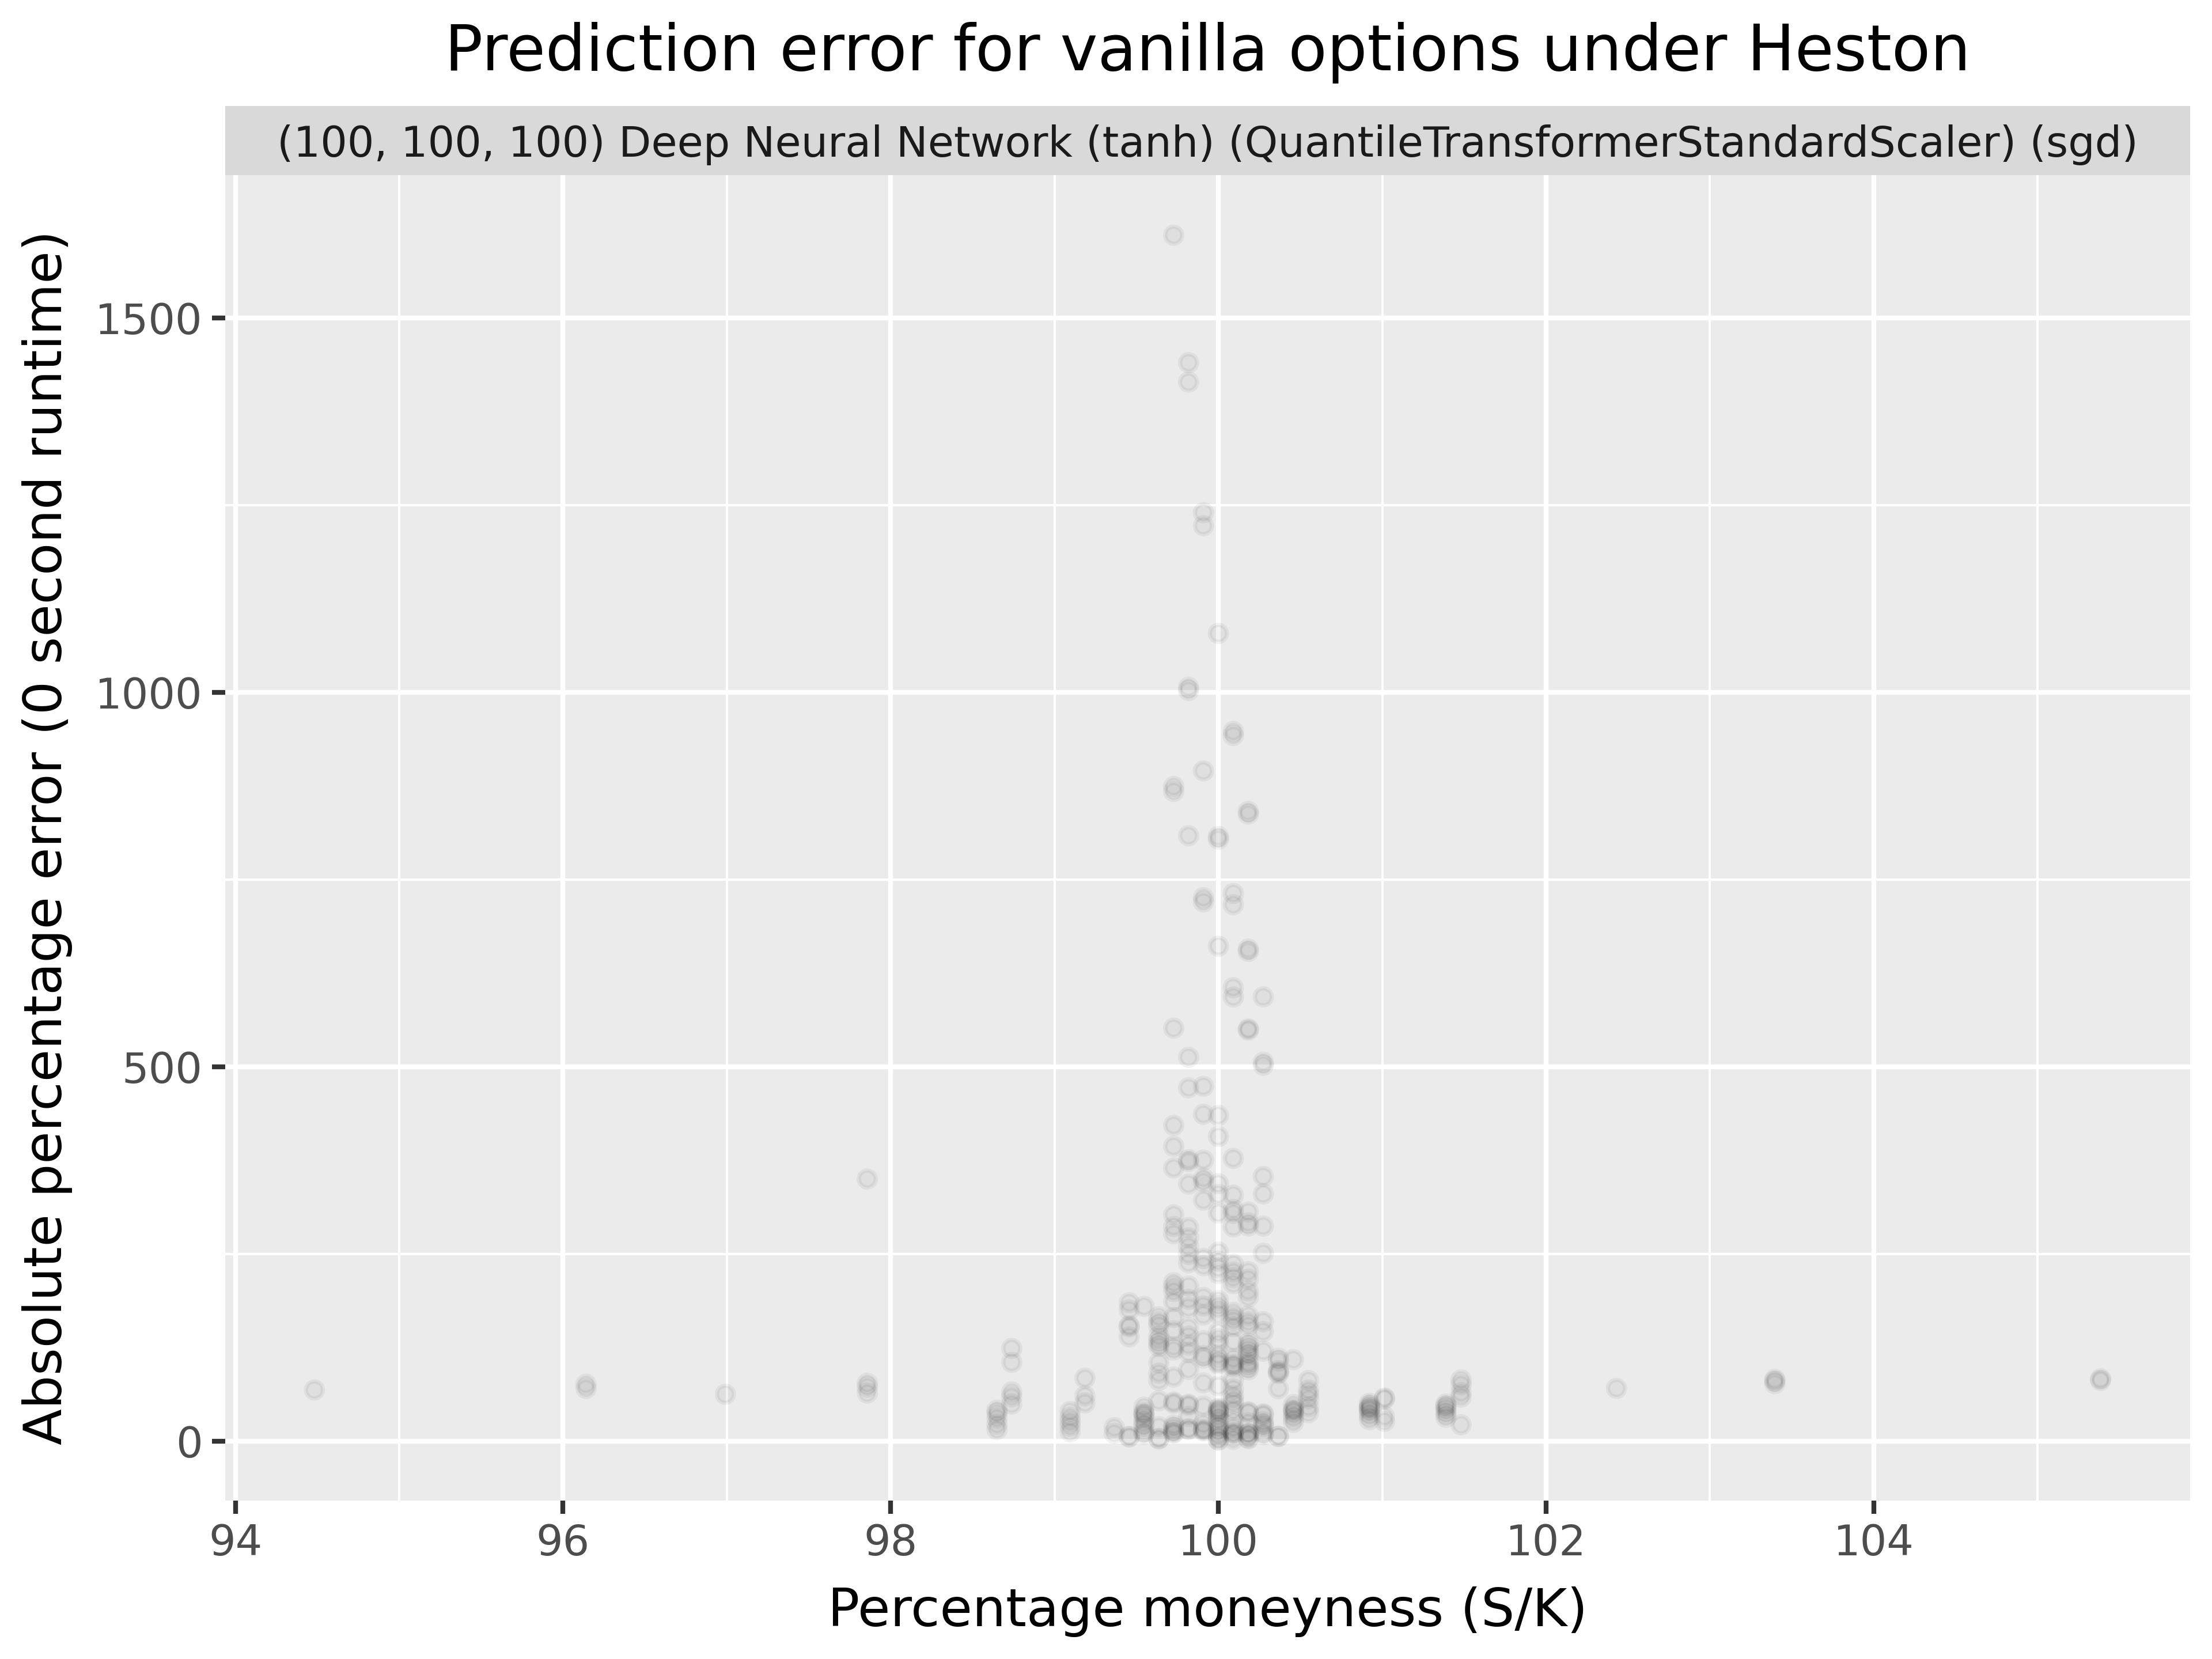 Prediction error for vanilla options under Heston
(100, 100, 100) Deep Neural Network (tanh) (QuantileTransformerStandardScaler) (sgd)
Absolute percentage error (0 second runtime)
1500
1000
500
0
94 96 98 100 102 104
Percentage moneyness (S/K)